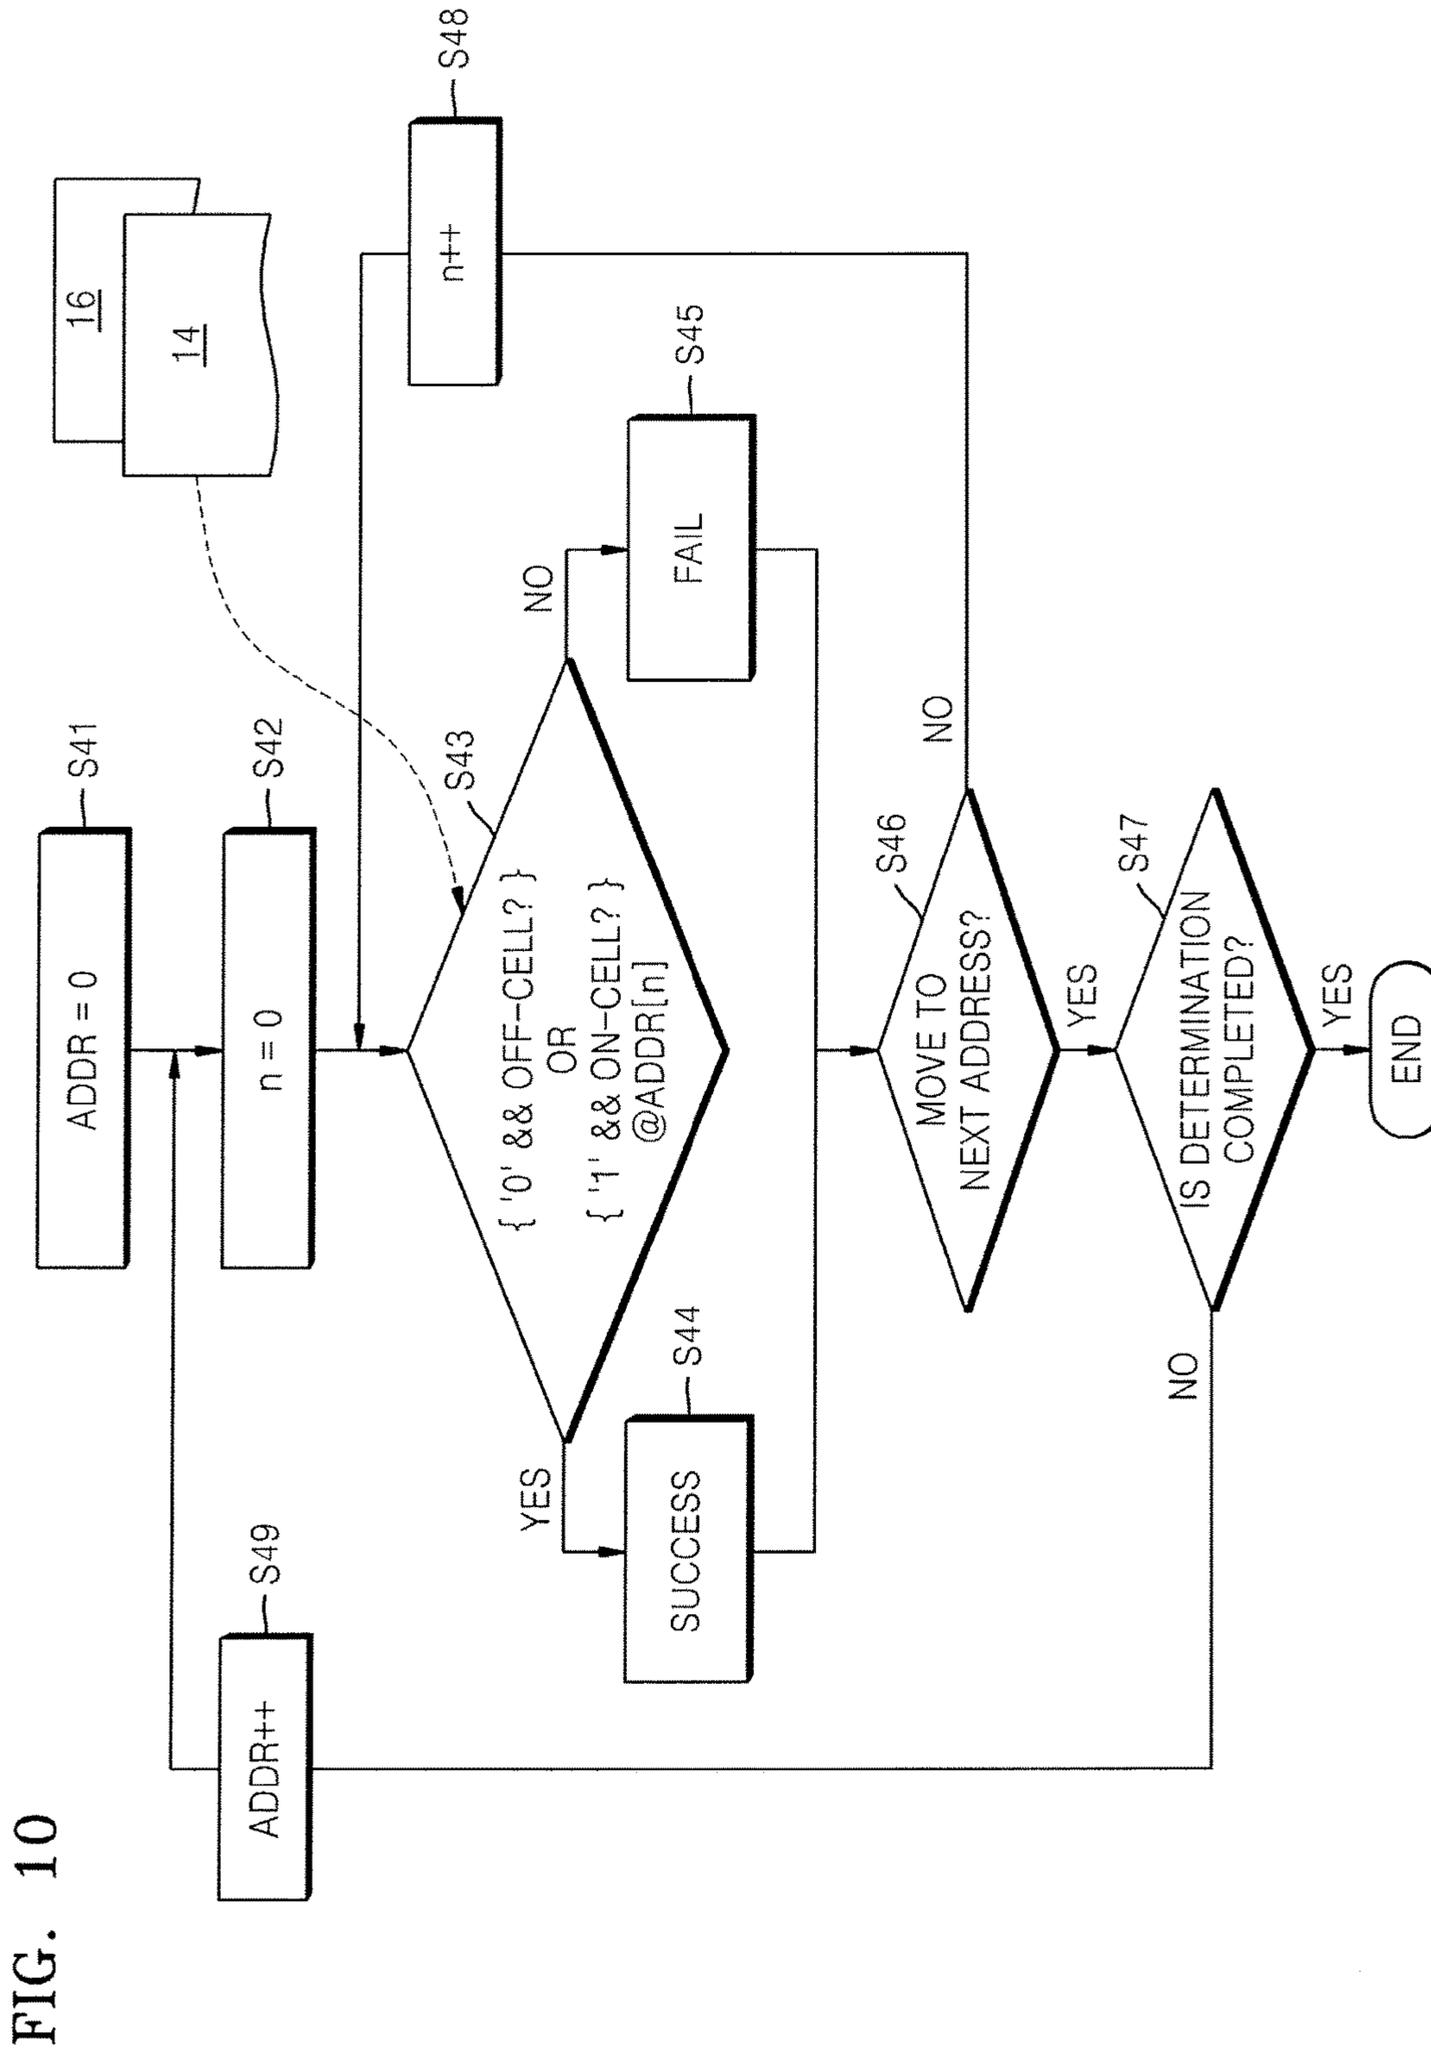 FIG. 10
ADDR = 0
S41
n = 0
S42
ADDR++
S49
16
14
n++
S48
{ '0' && OFF-CELL? }
OR
{ '1' && ON-CELL? }
@ADDR[n]
S43
YES
NO
SUCCESS
S44
FAIL
S45
MOVE TO
NEXT ADDRESS?
S46
NO
YES
IS DETERMINATION
COMPLETED?
S47
NO
YES
END